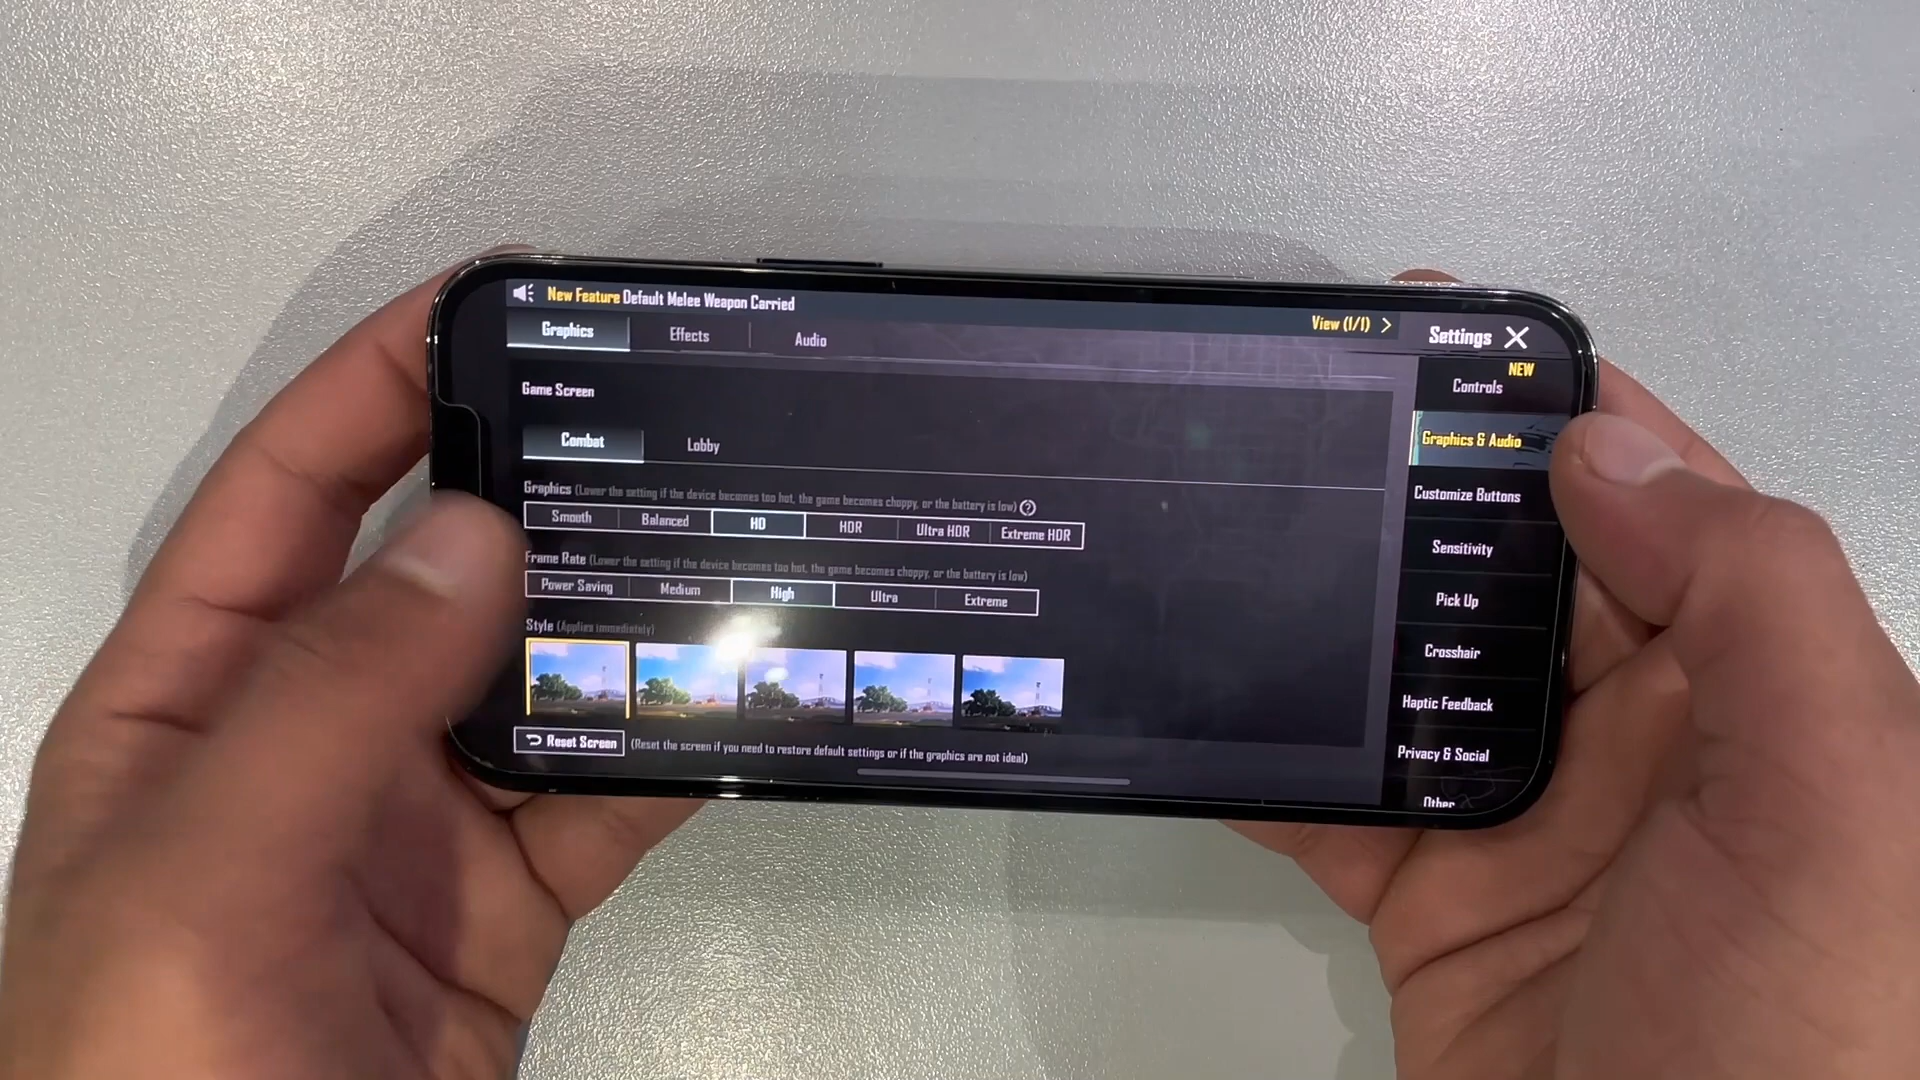 New Feature Default Melee Weapon Carried
View (1/1) >
Settings X
Graphics
Effects
Audio
Game Screen
Combat
Lobby
Graphics (Lower the setting if the device becomes too hot, the game becomes choppy, or the battery is low) ?
Smooth
Balanced
HD
HDR
Ultra HDR
Extreme HDR
Frame Rate (Lower the setting if the device becomes too hot, the game becomes choppy, or the battery is low)
Power Saving
Medium
High
Ultra
Extreme
Style (Applies immediately)
Reset Screen
(Reset the screen if you need to restore default settings or if the graphics are not ideal)
NEW
Controls
Graphics & Audio
Customize Buttons
Sensitivity
Pick Up
Crosshair
Haptic Feedback
Privacy & Social
Other